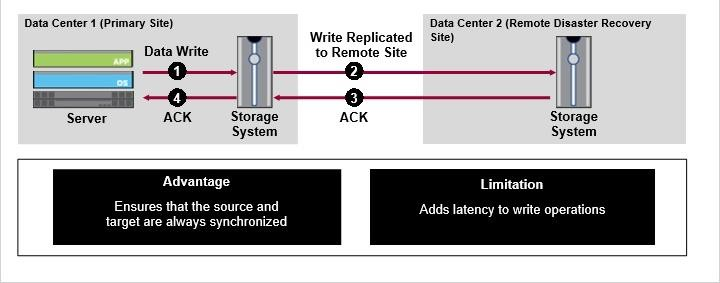 Data Center 1 (Primary Site)
Data Center 2 (Remote Disaster Recovery
Site)
Write Replicated
to Remote Site
Data Write
APP
OS
1
2
4
3
Server
ACK
Storage
System
ACK
Storage
System
Advantage
Ensures that the source and
target are always synchronized
Limitation
Adds latency to write operations